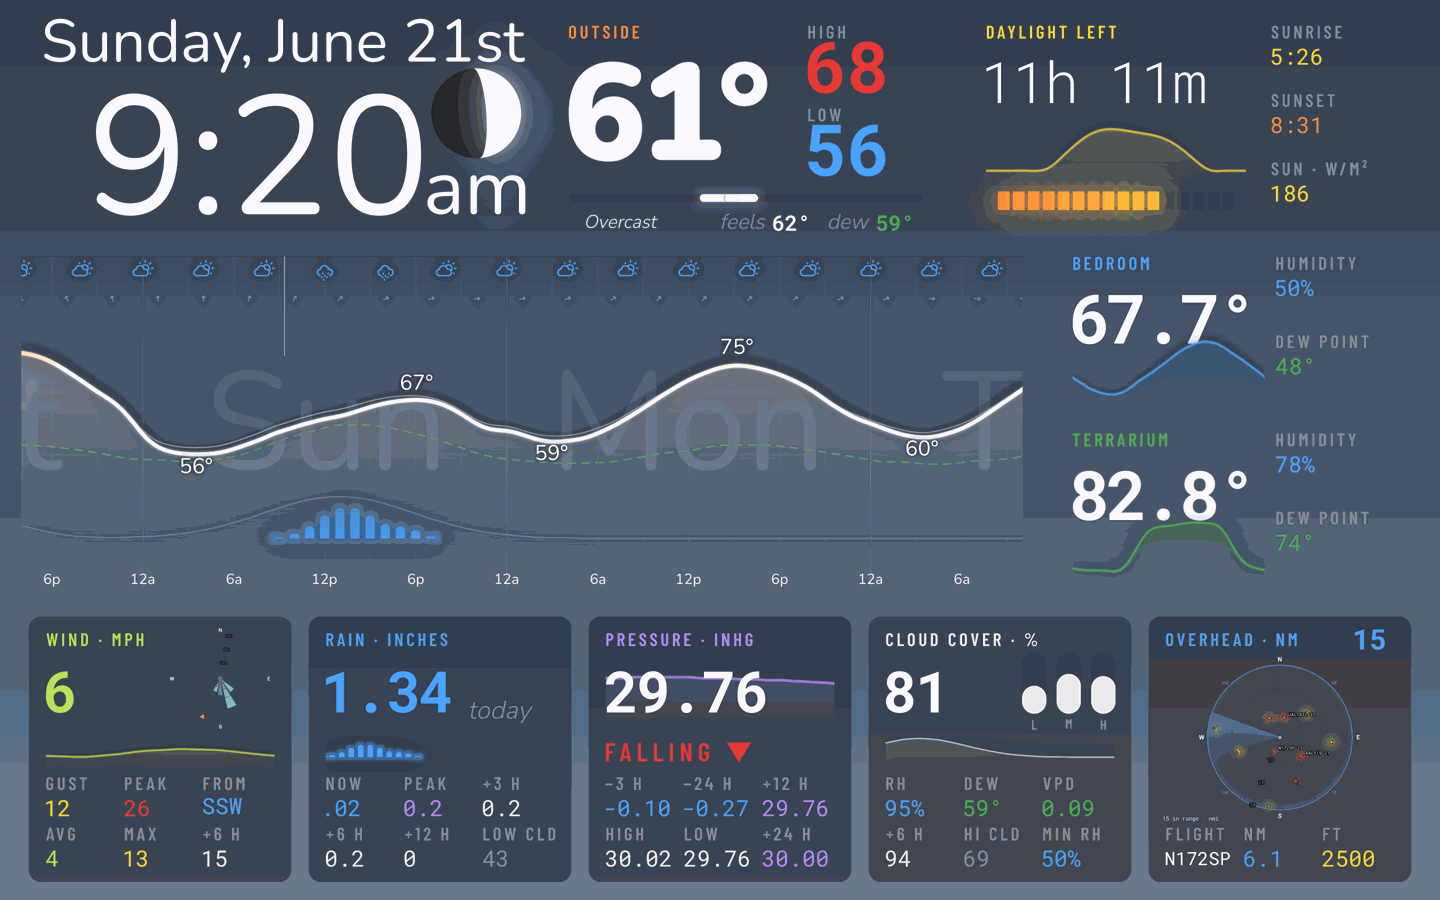 Sunday, June 21st
9:20am
OUTSIDE
61°
HIGH
68
LOW
56
Overcast feels 62° dew 59°
DAYLIGHT LEFT
11h 11m
SUNRISE
5:26
SUNSET
8:31
SUN · W/M²
186
75°
67°
56°
59°
60°
Sun Mon
6p 12a 6a 12p 6p 12a 6a 12p 6p 12a 6a
BEDROOM
67.7°
HUMIDITY
50%
DEW POINT
48°
TERRARIUM
82.8°
HUMIDITY
78%
DEW POINT
74°
WIND · MPH
6
N
W E
S
GUST PEAK FROM
12 26 SSW
AVG MAX +6 H
4 13 15
RAIN · INCHES
1.34 today
NOW PEAK +3 H
.02 0.2 0.2
+6 H +12 H LOW CLD
0.2 0 43
PRESSURE · INHG
29.76
FALLING ▼
−3 H −24 H +12 H
−0.10 −0.27 29.76
HIGH LOW +24 H
30.02 29.76 30.00
CLOUD COVER · %
81
L M H
RH DEW VPD
95% 59° 0.09
+6 H HI CLD MIN RH
94 69 50%
OVERHEAD · NM 15
N
W E
S
15 in range · nmi
FLIGHT NM FT
N172SP 6.1 2500